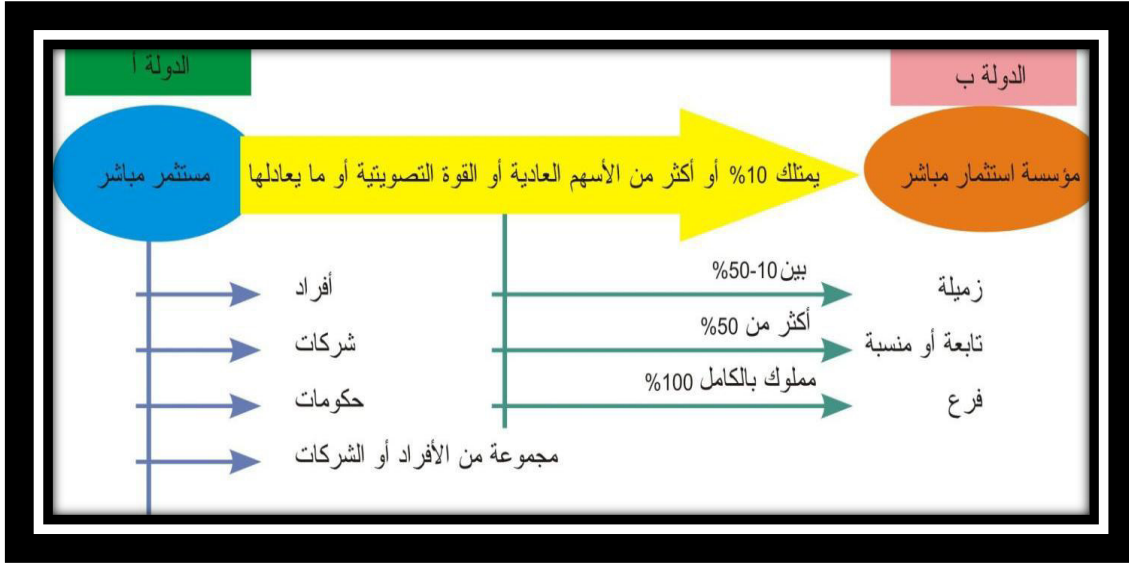 الدولة أ
الدولة ب
مستثمر مباشر
يمتلك 10% أو أكثر من الأسهم العادية أو القوة التصويتية أو ما يعادلها
مؤسسة استثمار مباشر
أفراد
شركات
حكومات
مجموعة من الأفراد أو الشركات
بين10-50%
زميلة
أكثر من 50%
تابعة أو منسبة
مملوك بالكامل 100%
فرع